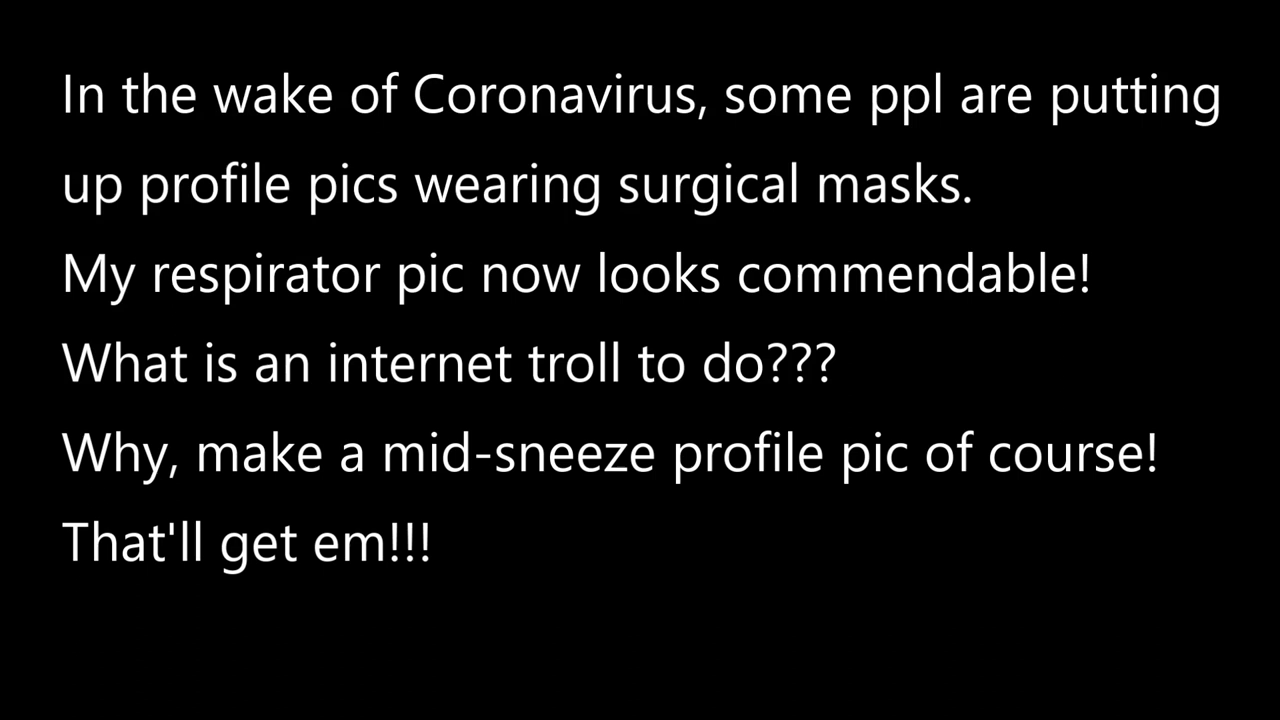 In the wake of Coronavirus, some ppl are putting
up profile pics wearing surgical masks.
My respirator pic now looks commendable!
What is an internet troll to do???
Why, make a mid-sneeze profile pic of course!
That'll get em!!!